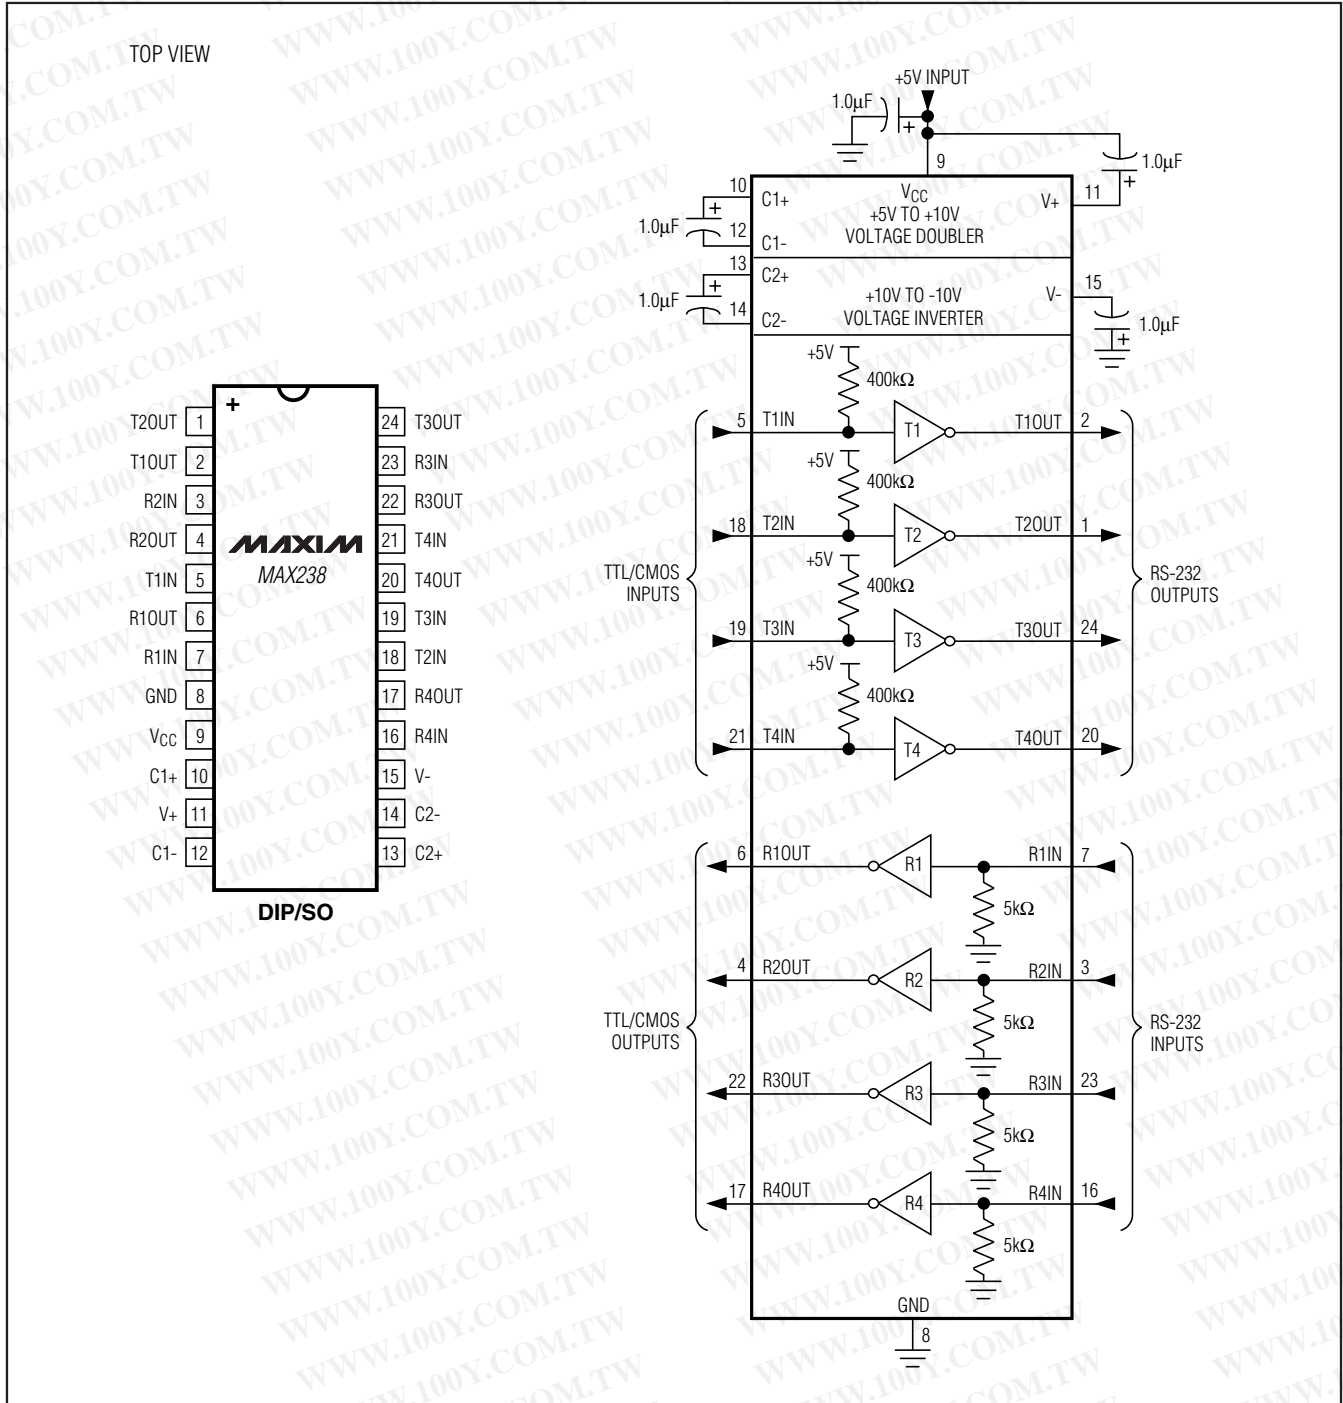 TOP VIEW
+5V INPUT
1.0µF
+
9
1.0µF
+
11
10
C1+
VCC
+5V TO +10V
VOLTAGE DOUBLER
V+
1.0µF
+
12
C1-
13
C2+
+10V TO -10V
VOLTAGE INVERTER
V-
15
1.0µF
+
14
C2-
1.0µF
+
+5V
400kΩ
5
T1IN
T1
T1OUT
2
+5V
400kΩ
18
T2IN
T2
T2OUT
1
+5V
400kΩ
19
T3IN
T3
T3OUT
24
+5V
400kΩ
21
T4IN
T4
T4OUT
20
TTL/CMOS
INPUTS
RS-232
OUTPUTS
6
R1OUT
R1
R1IN
7
5kΩ
4
R2OUT
R2
R2IN
3
5kΩ
22
R3OUT
R3
R3IN
23
5kΩ
17
R4OUT
R4
R4IN
16
5kΩ
TTL/CMOS
OUTPUTS
RS-232
INPUTS
GND
8
+
T2OUT 1
T1OUT 2
R2IN 3
R2OUT 4
T1IN 5
R1OUT 6
R1IN 7
GND 8
VCC 9
C1+ 10
V+ 11
C1- 12
MAXIM
MAX238
24 T3OUT
23 R3IN
22 R3OUT
21 T4IN
20 T4OUT
19 T3IN
18 T2IN
17 R4OUT
16 R4IN
15 V-
14 C2-
13 C2+
DIP/SO
WWW.100Y.COM.TW